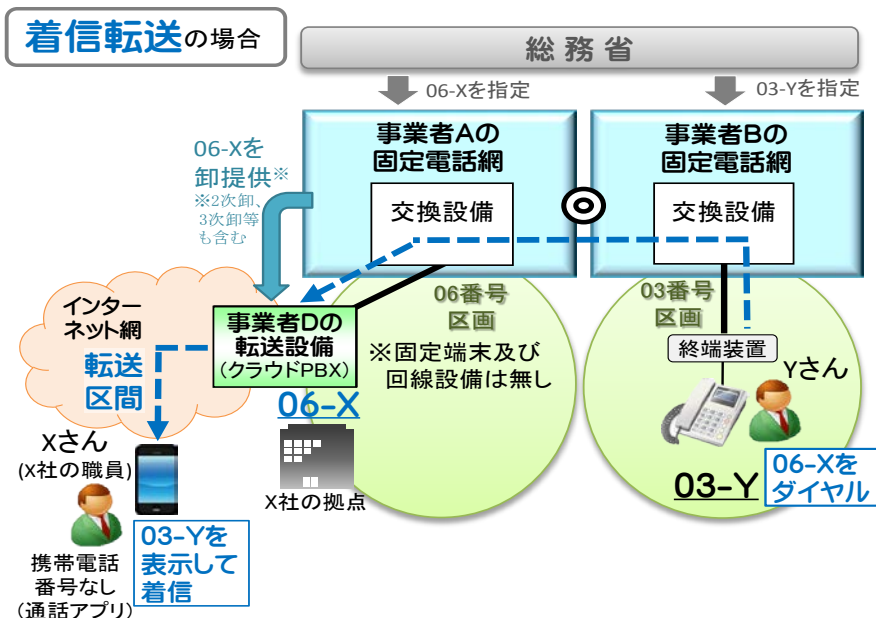 着信転送の場合
総務省
06-Xを指定
03-Yを指定
06-Xを
卸提供※
※2次卸、
3次卸等
も含む
事業者Aの
固定電話網
交換設備
事業者Bの
固定電話網
交換設備
インター
ネット網
転送
区間
事業者Dの
転送設備
(クラウドPBX)
06番号
区画
※固定端末及び
回線設備は無し
03番号
区画
終端装置
Yさん
06-X
X社の拠点
03-Y
06-Xを
ダイヤル
Xさん
(X社の職員)
携帯電話
番号なし
(通話アプリ)
03-Yを
表示して
着信